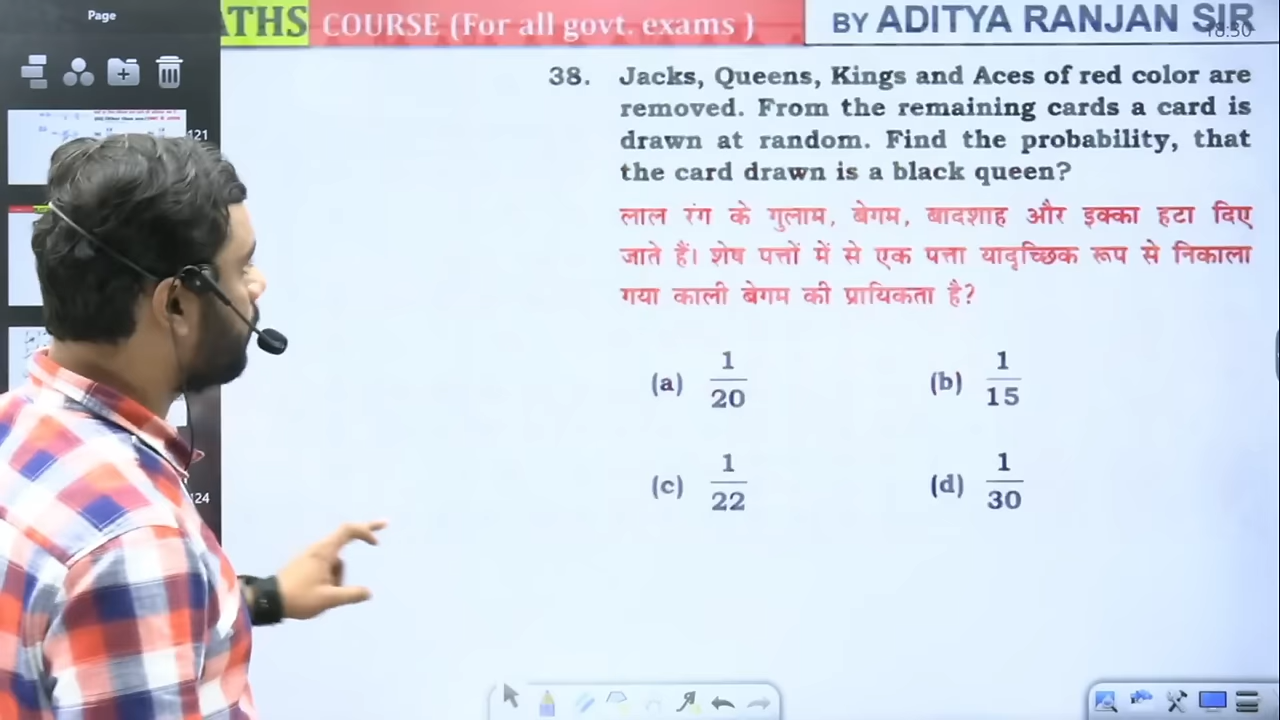 Page
ATHS COURSE (For all govt. exams )
BY ADITYA RANJAN SIR
18:50
121
124
38. Jacks, Queens, Kings and Aces of red color are
removed. From the remaining cards a card is
drawn at random. Find the probability, that
the card drawn is a black queen?
लाल रंग के गुलाम, बेगम, बादशाह और इक्का हटा दिए
जाते हैं। शेष पत्तों में से एक पत्ता यादृच्छिक रूप से निकाला
गया काली बेगम की प्रायिकता है?
(a) 1/20 (b) 1/15
(c) 1/22 (d) 1/30